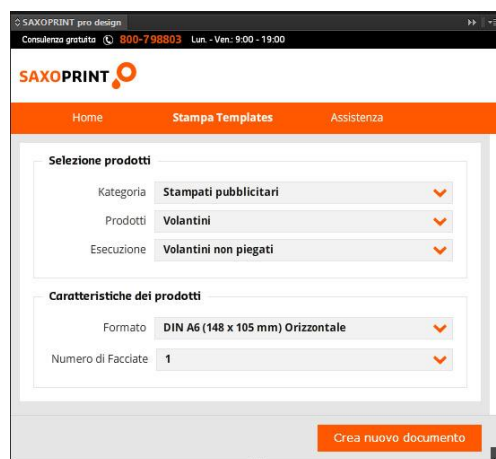 SAXOPRINT pro design
Consulenza gratuita 800-798803 Lun. - Ven.: 9:00 - 19:00
SAXOPRINT
Home Stampa Templates Assistenza
Selezione prodotti
Kategoria Stampati pubblicitari
Prodotti Volantini
Esecuzione Volantini non piegati
Caratteristiche dei prodotti
Formato DIN A6 (148 x 105 mm) Orizzontale
Numero di Facciate 1
Crea nuovo documento